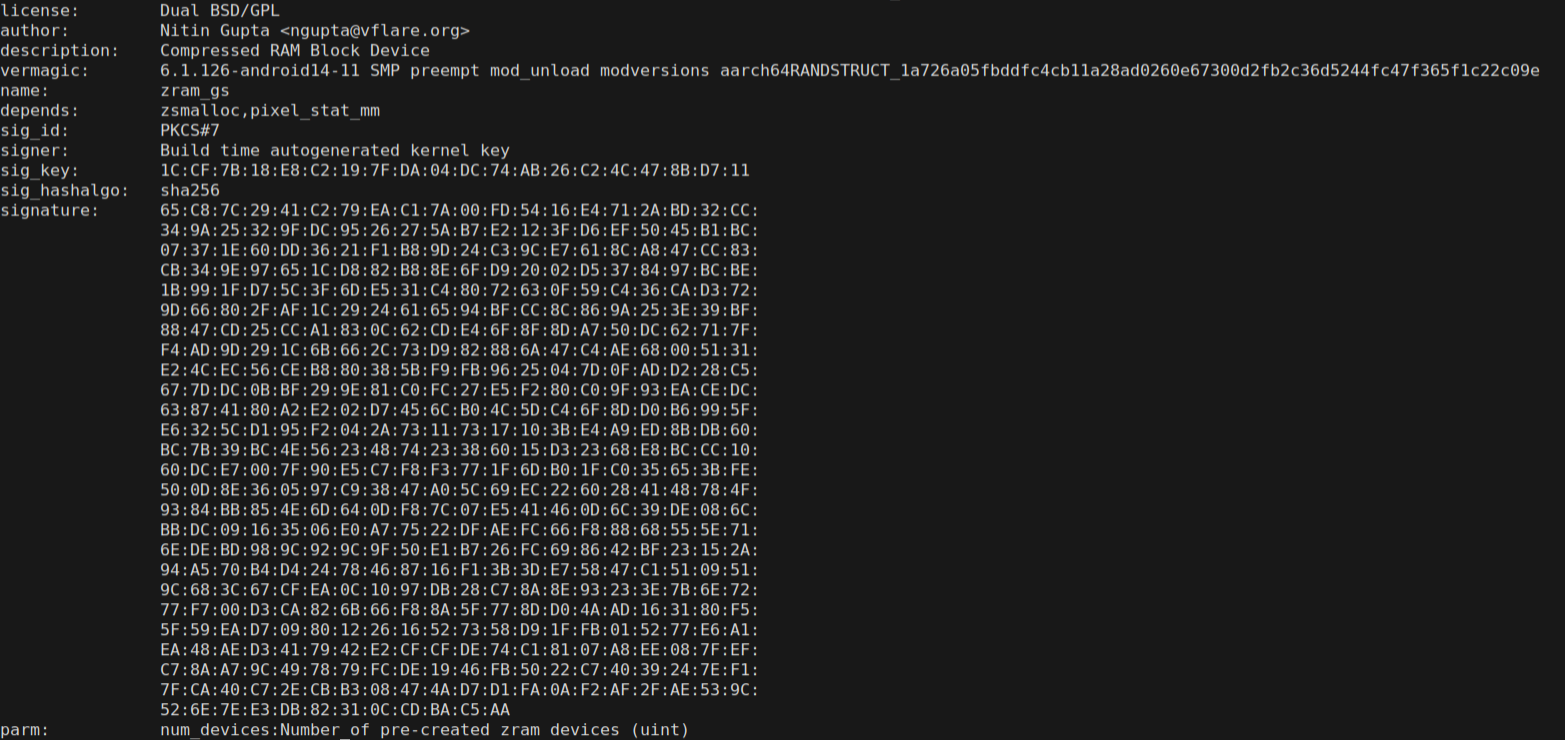 license: Dual BSD/GPL
author: Nitin Gupta <ngupta@vflare.org>
description: Compressed RAM Block Device
vermagic: 6.1.126-android14-11 SMP preempt mod_unload modversions aarch64RANDSTRUCT_1a726a05fbddfc4cb11a28ad0260e67300d2fb2c36d5244fc47f365f1c22c09e
name: zram_gs
depends: zsmalloc,pixel_stat_mm
sig_id: PKCS#7
signer: Build time autogenerated kernel key
sig_key: 1C:CF:7B:18:E8:C2:19:7F:DA:04:DC:74:AB:26:C2:4C:47:8B:D7:11
sig_hashalgo: sha256
signature: 65:C8:7C:29:41:C2:79:EA:C1:7A:00:FD:54:16:E4:71:2A:BD:32:CC:
34:9A:25:32:9F:DC:95:26:27:5A:B7:E2:12:3F:D6:EF:50:45:B1:BC:
07:37:1E:60:DD:36:21:F1:B8:9D:24:C3:9C:E7:61:8C:A8:47:CC:83:
CB:34:9E:97:65:1C:D8:82:B8:8E:6F:D9:20:02:D5:37:84:97:BC:BE:
1B:99:1F:D7:5C:3F:6D:E5:31:C4:80:72:63:0F:59:C4:36:CA:D3:72:
9D:66:80:2F:AF:1C:29:24:61:65:94:BF:CC:8C:86:9A:25:3E:39:BF:
88:47:CD:25:CC:A1:83:0C:62:CD:E4:6F:8F:8D:A7:50:DC:62:71:7F:
F4:AD:9D:29:1C:6B:66:2C:73:D9:82:88:6A:47:C4:AE:68:00:51:31:
E2:4C:EC:56:CE:B8:80:38:5B:F9:FB:96:25:04:7D:0F:AD:D2:28:C5:
67:7D:DC:0B:BF:29:9E:81:C0:FC:27:E5:F2:80:C0:9F:93:EA:CE:DC:
63:87:41:80:A2:E2:02:D7:45:6C:B0:4C:5D:C4:6F:8D:D0:B6:99:5F:
E6:32:5C:D1:95:F2:04:2A:73:11:73:17:10:3B:E4:A9:ED:8B:DB:60:
BC:7B:39:BC:4E:56:23:48:74:23:38:60:15:D3:23:68:E8:BC:CC:10:
60:DC:E7:00:7F:90:E5:C7:F8:F3:77:1F:6D:B0:1F:C0:35:65:3B:FE:
50:0D:8E:36:05:97:C9:38:47:A0:5C:69:EC:22:60:28:41:48:78:4F:
93:84:BB:85:4E:6D:64:0D:F8:7C:07:E5:41:46:0D:6C:39:DE:08:6C:
BB:DC:09:16:35:06:E0:A7:75:22:DF:AE:FC:66:F8:88:68:55:5E:71:
6E:DE:BD:98:9C:92:9C:9F:50:E1:B7:26:FC:69:86:42:BF:23:15:2A:
94:A5:70:B4:D4:24:78:46:87:16:F1:3B:3D:E7:58:47:C1:51:09:51:
9C:68:3C:67:CF:EA:0C:10:97:DB:28:C7:8A:8E:93:23:3E:7B:6E:72:
77:F7:00:D3:CA:82:6B:66:F8:8A:5F:77:8D:D0:4A:AD:16:31:80:F5:
5F:59:EA:D7:09:80:12:26:16:52:73:58:D9:1F:FB:01:52:77:E6:A1:
EA:48:AE:D3:41:79:42:E2:CF:CF:DE:74:C1:81:07:A8:EE:08:7F:EF:
C7:8A:A7:9C:49:78:79:FC:DE:19:46:FB:50:22:C7:40:39:24:7E:F1:
7F:CA:40:C7:2E:CB:B3:08:47:4A:D7:D1:FA:0A:F2:AF:2F:AE:53:9C:
52:6E:7E:E3:DB:82:31:0C:CD:BA:C5:AA
parm: num_devices:Number of pre-created zram devices (uint)